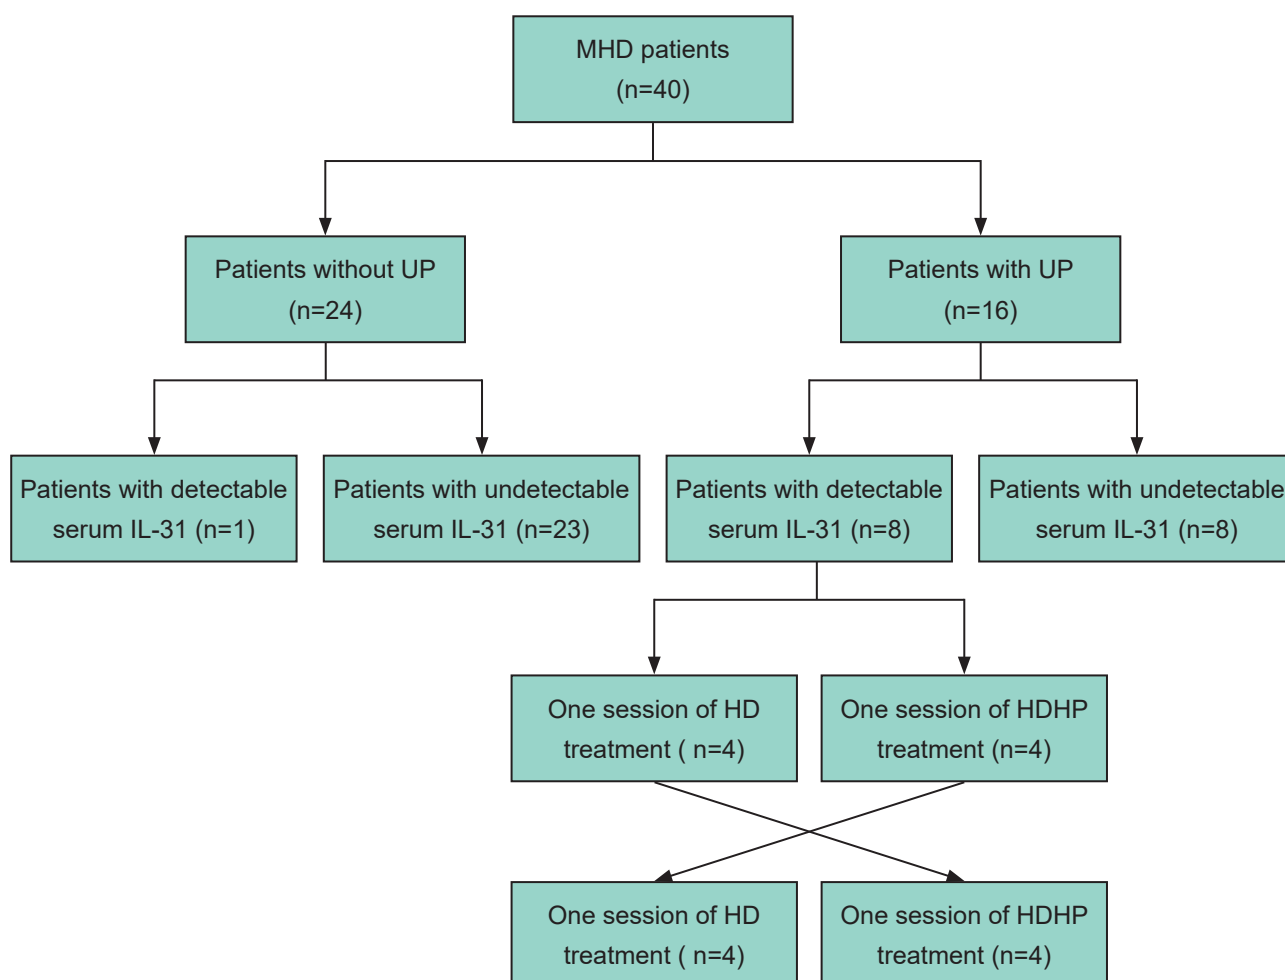 MHD patients
(n=40)
Patients without UP
(n=24)
Patients with UP
(n=16)
Patients with detectable
serum IL-31 (n=1)
Patients with undetectable
serum IL-31 (n=23)
Patients with detectable
serum IL-31 (n=8)
Patients with undetectable
serum IL-31 (n=8)
One session of HD
treatment ( n=4)
One session of HDHP
treatment (n=4)
One session of HD
treatment ( n=4)
One session of HDHP
treatment (n=4)